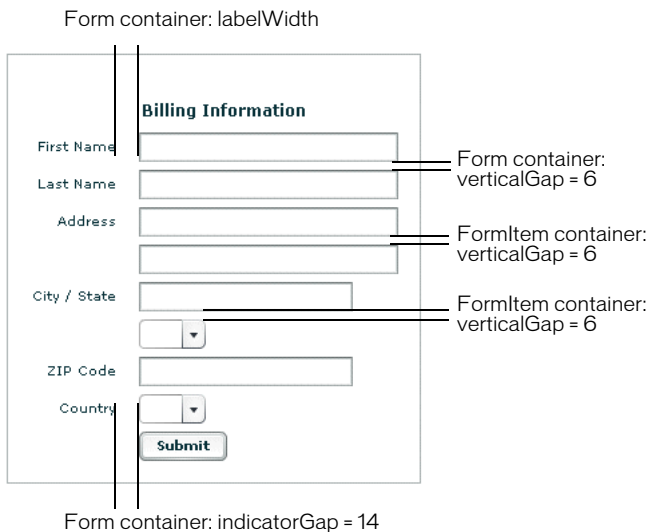 Form container: labelWidth
Billing Information
First Name
Form container:
verticalGap = 6
Last Name
Address
FormItem container:
verticalGap = 6
City / State
FormItem container:
verticalGap = 6
ZIP Code
Country
Submit
Form container: indicatorGap = 14